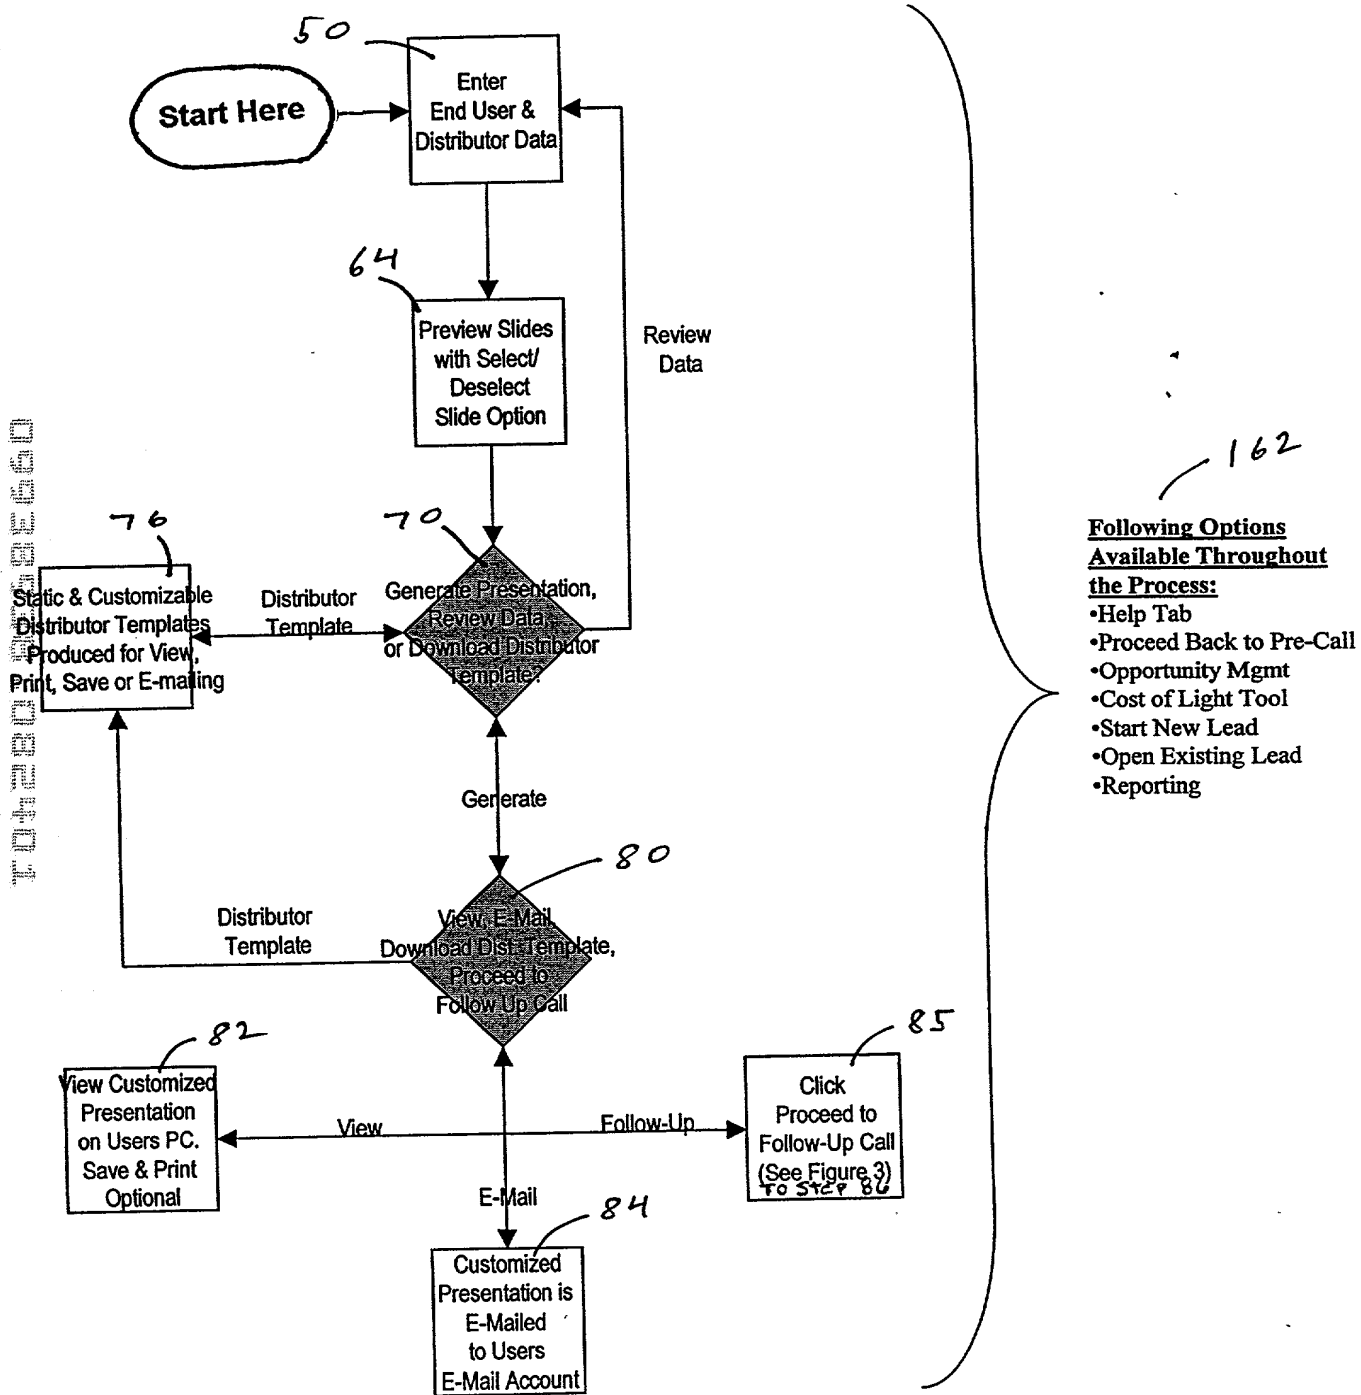 50
Start Here
Enter
End User &
Distributor Data
64
Preview Slides
with Select/
Deselect
Slide Option
Review
Data
162
Following Options
Available Throughout
the Process:
•Help Tab
•Proceed Back to Pre-Call
•Opportunity Mgmt
•Cost of Light Tool
•Start New Lead
•Open Existing Lead
•Reporting
76
Static & Customizable
Distributor Templates
Produced for View,
Print, Save or E-mailing
Distributor
Template
70
Generate Presentation,
Review Data,
or Download Distributor
Template?
Generate
80
View, E-Mail,
Download Dist. Template,
Proceed to
Follow Up Call
Distributor
Template
82
View Customized
Presentation
on Users PC.
Save & Print
Optional
View
Follow-Up
85
Click
Proceed to
Follow-Up Call
(See Figure 3)
TO STEP 86
E-Mail
84
Customized
Presentation is
E-Mailed
to Users
E-Mail Account